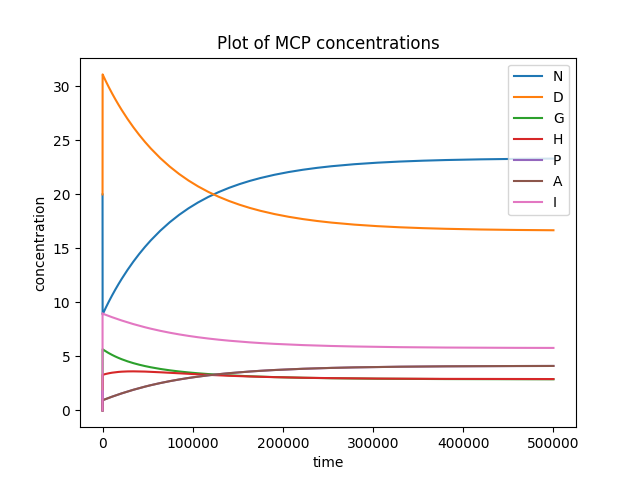 Plot of MCP concentrations
concentration
30
25
20
15
10
5
0
N
D
G
H
P
A
I
0 100000 200000 300000 400000 500000
time